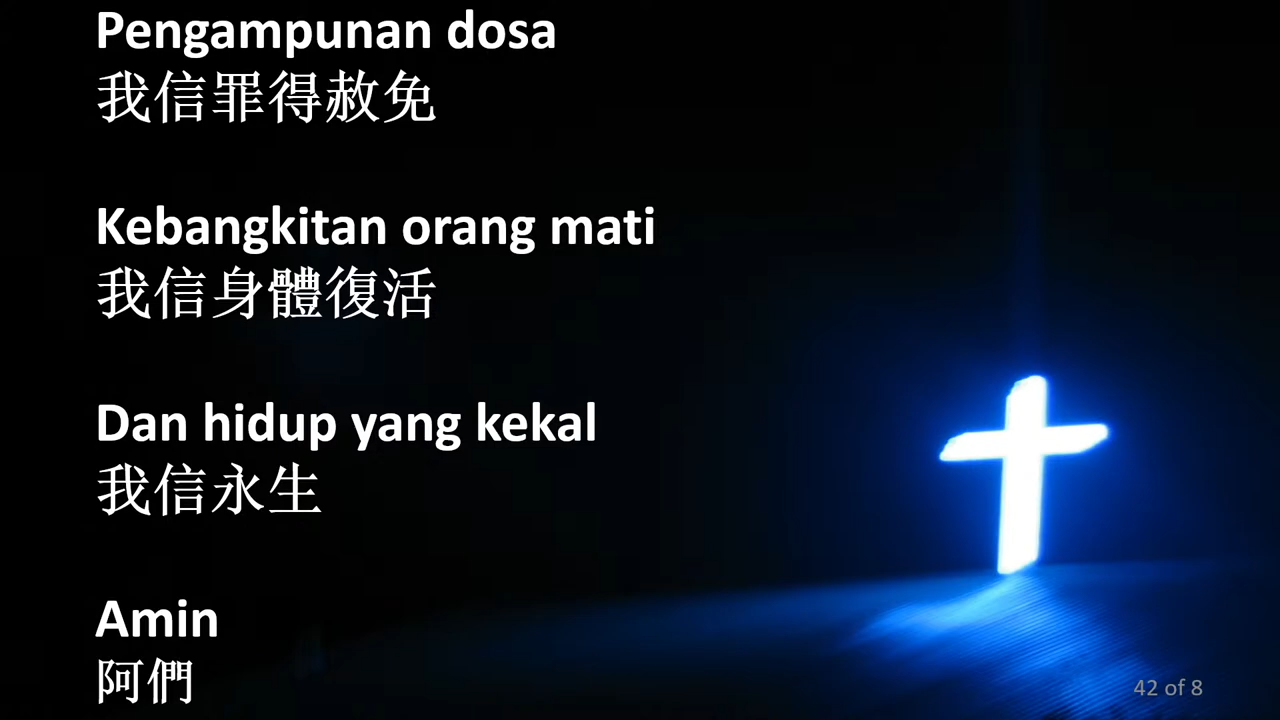 Pengampunan dosa
我信罪得赦免
Kebangkitan orang mati
我信身體復活
Dan hidup yang kekal
我信永生
Amin
阿們
42 of 8